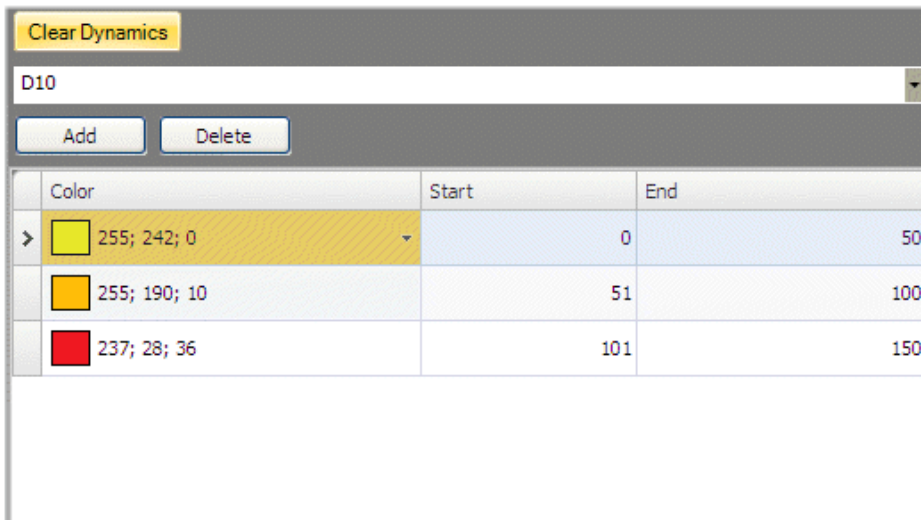 Clear Dynamics
D10
Add Delete
Color Start End
255; 242; 0 0 50
255; 190; 10 51 100
237; 28; 36 101 150